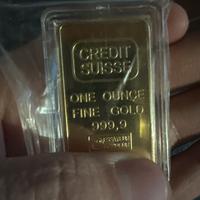 CREDIT
SUISSE
ONE OUNCE
FINE GOLD
999,9